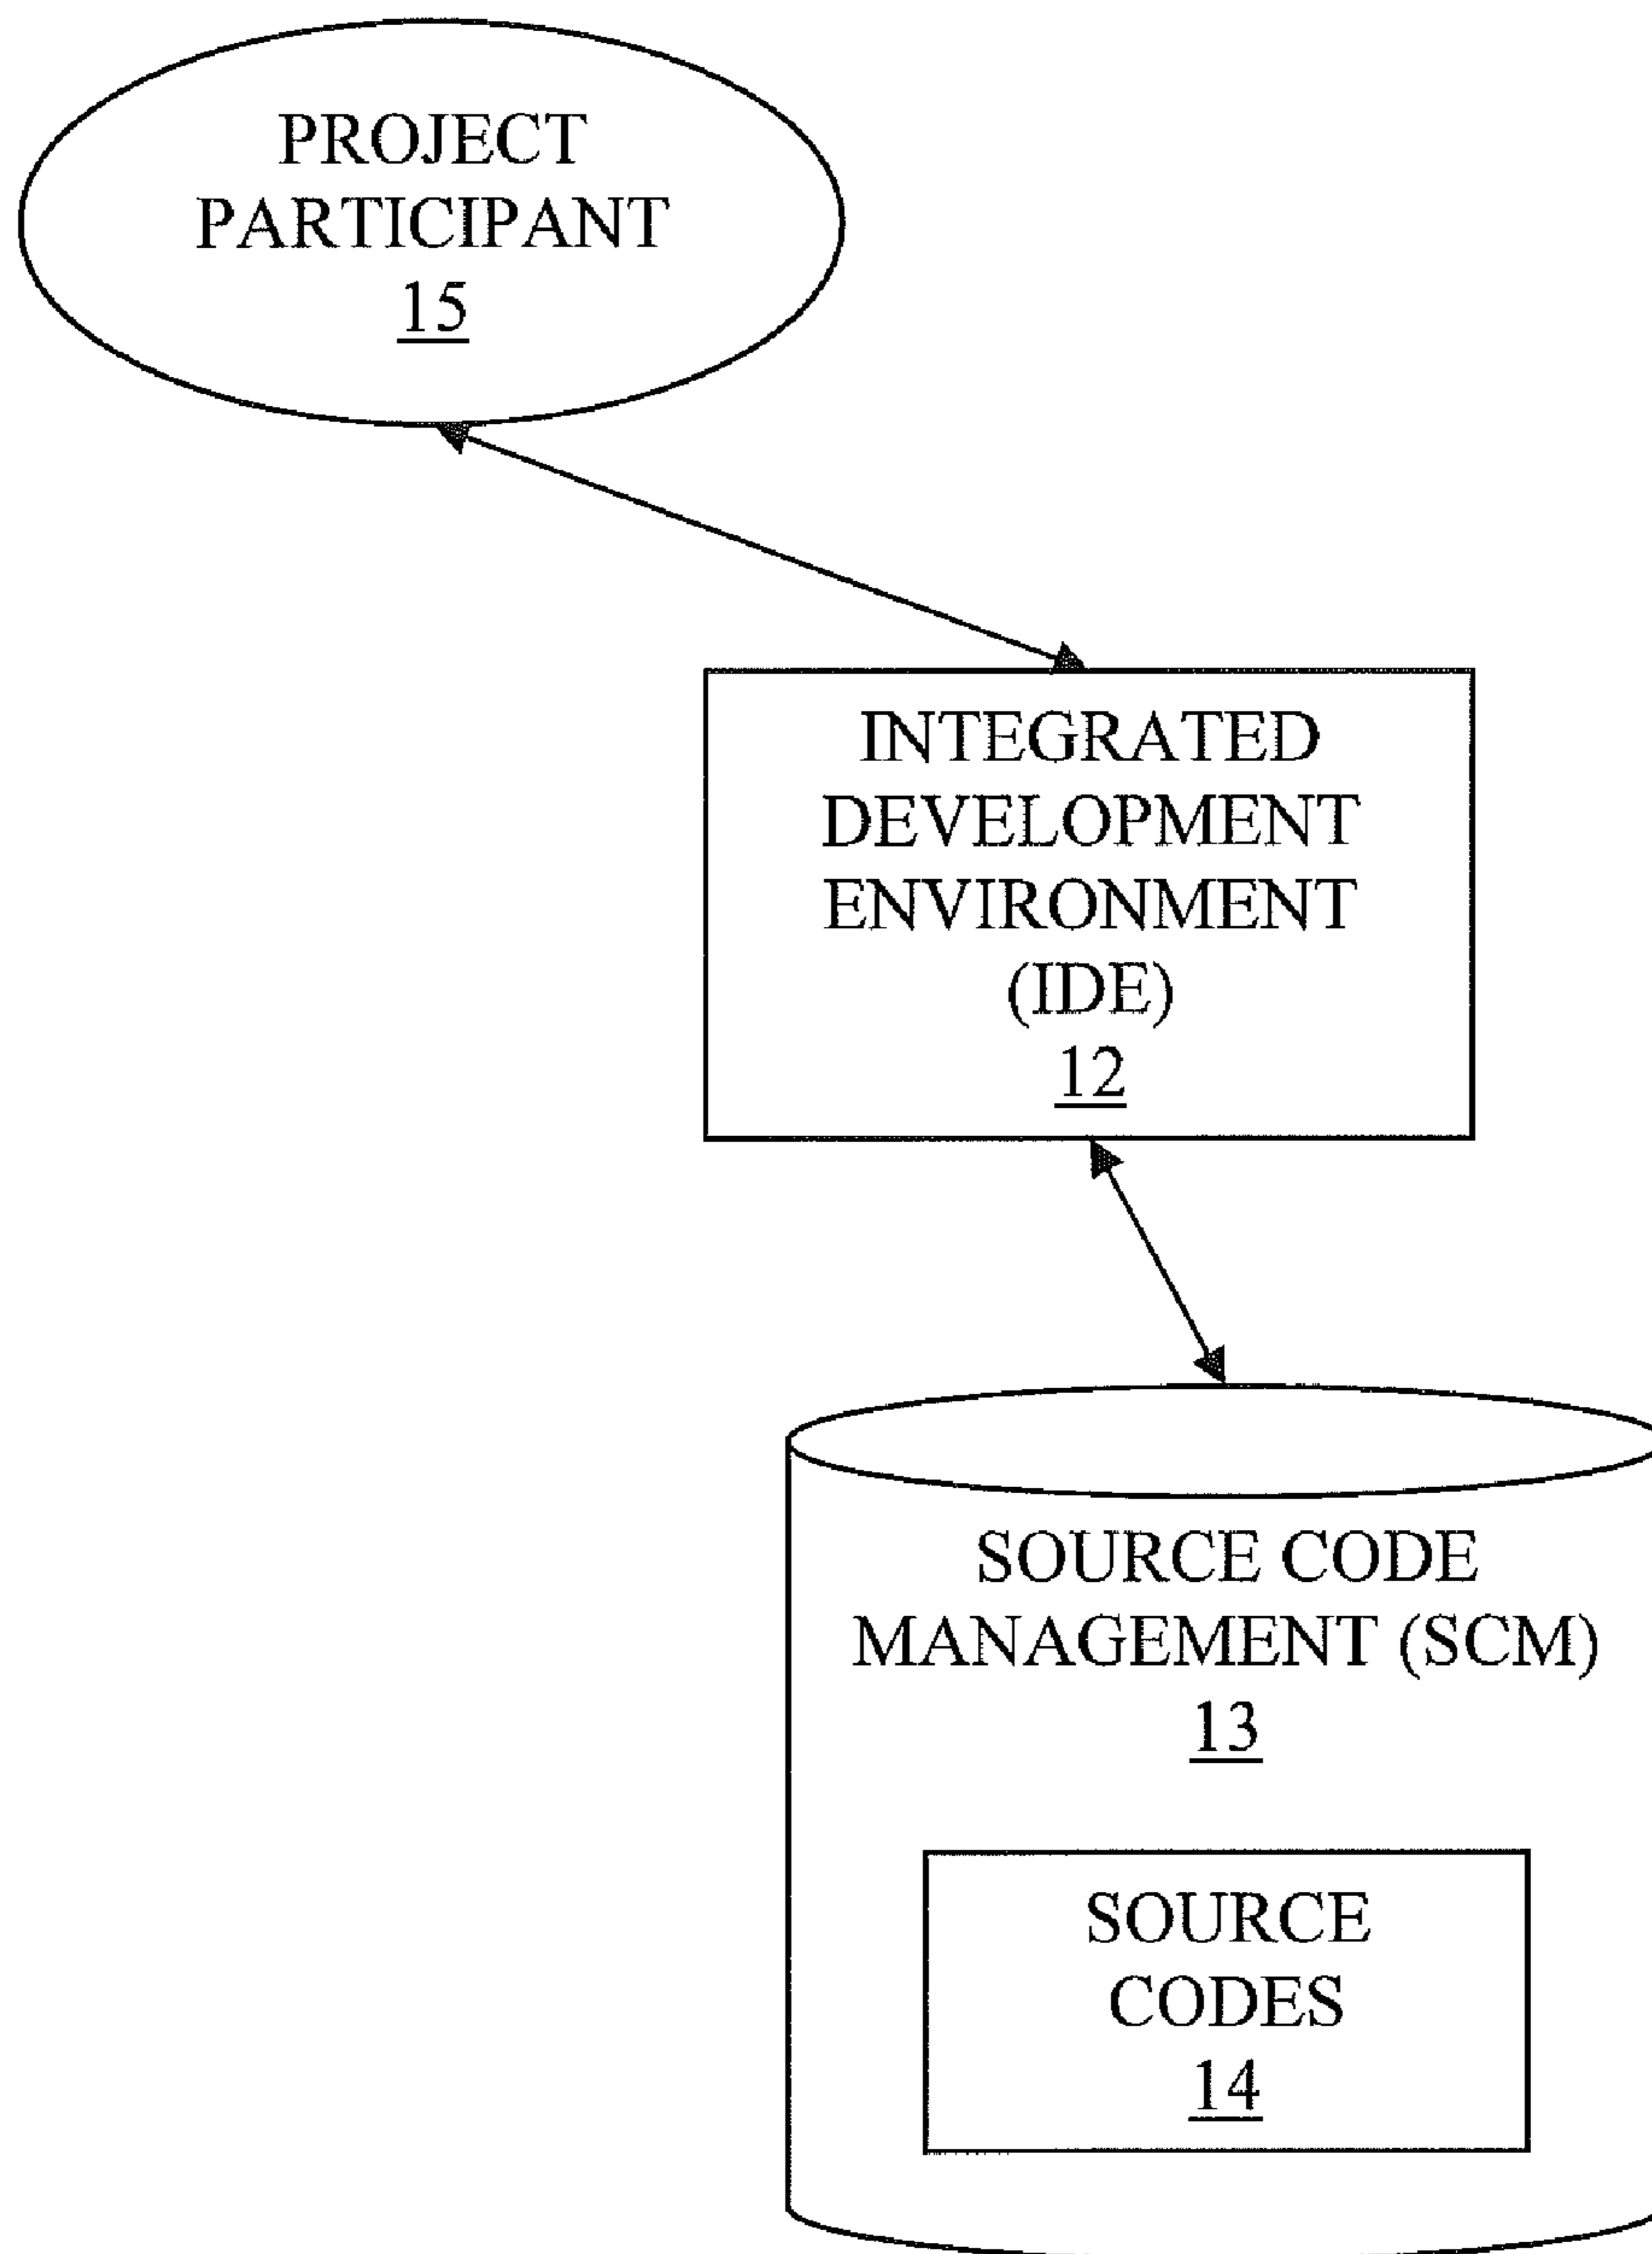 PROJECT
PARTICIPANT
15
INTEGRATED
DEVELOPMENT
ENVIRONMENT
(IDE)
12
SOURCE CODE
MANAGEMENT (SCM)
13
SOURCE
CODES
14